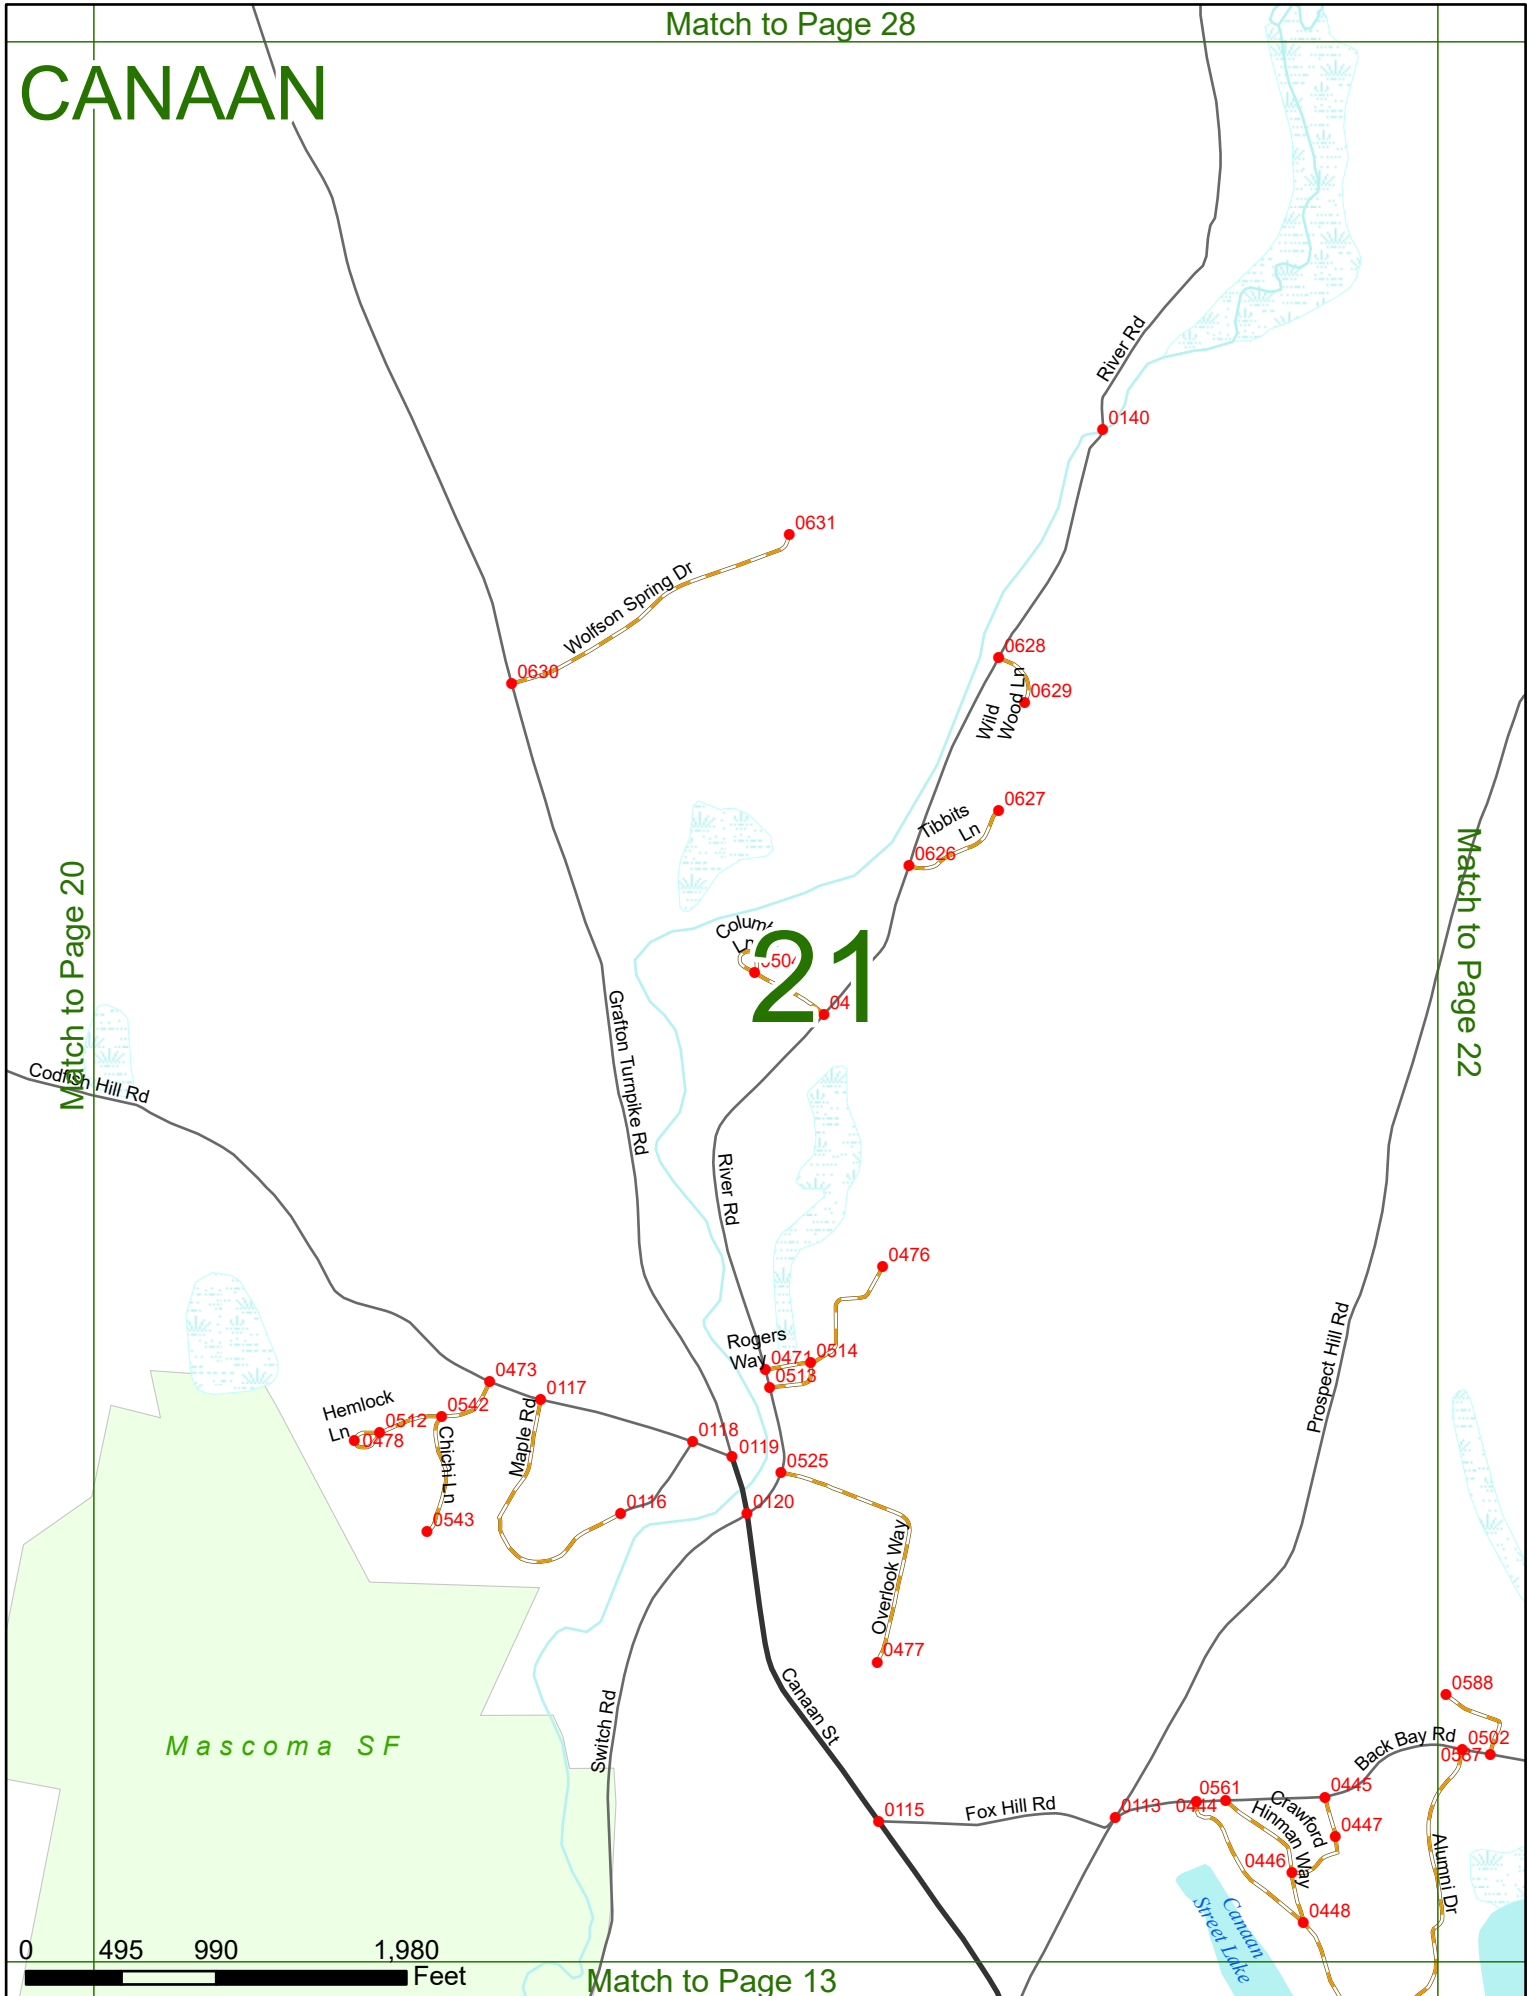 Match to Page 28
CANAAN
River Rd
0140
0631
Wolfson Spring Dr
0630
0628
0629
Wild
Wood Ln
0627
Tibbits
Ln
0626
Match to Page 20
Match to Page 22
Ln
21
04
Grafton Turnpike Rd
Codfish Hill Rd
River Rd
0476
Rogers
Way
0471
0514
0513
Prospect Hill Rd
0473
0117
Hemlock
Ln
0542
0512
0478
Chichi Ln
Maple Rd
0118
0119
0525
0116
0120
0543
Overlook Way
0477
Canaan St
Switch Rd
Mascoma SF
0588
Back Bay Rd
0502
0445
0561
0444
0113
Fox Hill Rd
0115
Crawford
Hinman Way
0447
0446
0448
Alumni Dr
Canaan
Street Lake
0 495 990 1,980
Feet
Match to Page 13